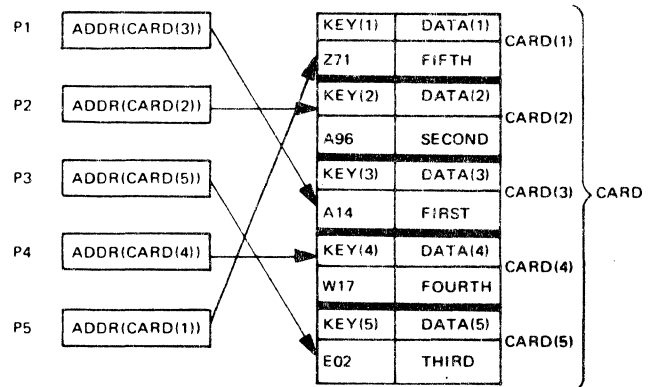 P1 ADDR(CARD(3))
P2 ADDR(CARD(2))
P3 ADDR(CARD(5))
P4 ADDR(CARD(4))
P5 ADDR(CARD(1))
KEY(1) DATA(1)
CARD(1)
Z71 FIFTH
KEY(2) DATA(2)
CARD(2)
A96 SECOND
KEY(3) DATA(3)
CARD(3)
A14 FIRST
KEY(4) DATA(4)
CARD(4)
W17 FOURTH
KEY(5) DATA(5)
CARD(5)
E02 THIRD
CARD